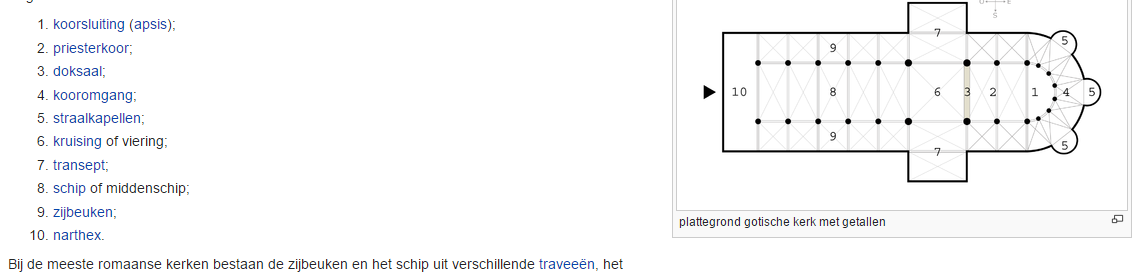 1. koorsluiting (apsis);
2. priesterkoor;
3. doksaal;
4. kooromgang;
5. straalkapellen;
6. kruising of viering;
7. transept;
8. schip of middenschip;
9. zijbeuken;
10. narthex.
Bij de meeste romaanse kerken bestaan de zijbeuken en het schip uit verschillende traveeën, het
S
7
5
9
10 8 6 3 2 1 4 5
9
5
7
plattegrond gotische kerk met getallen